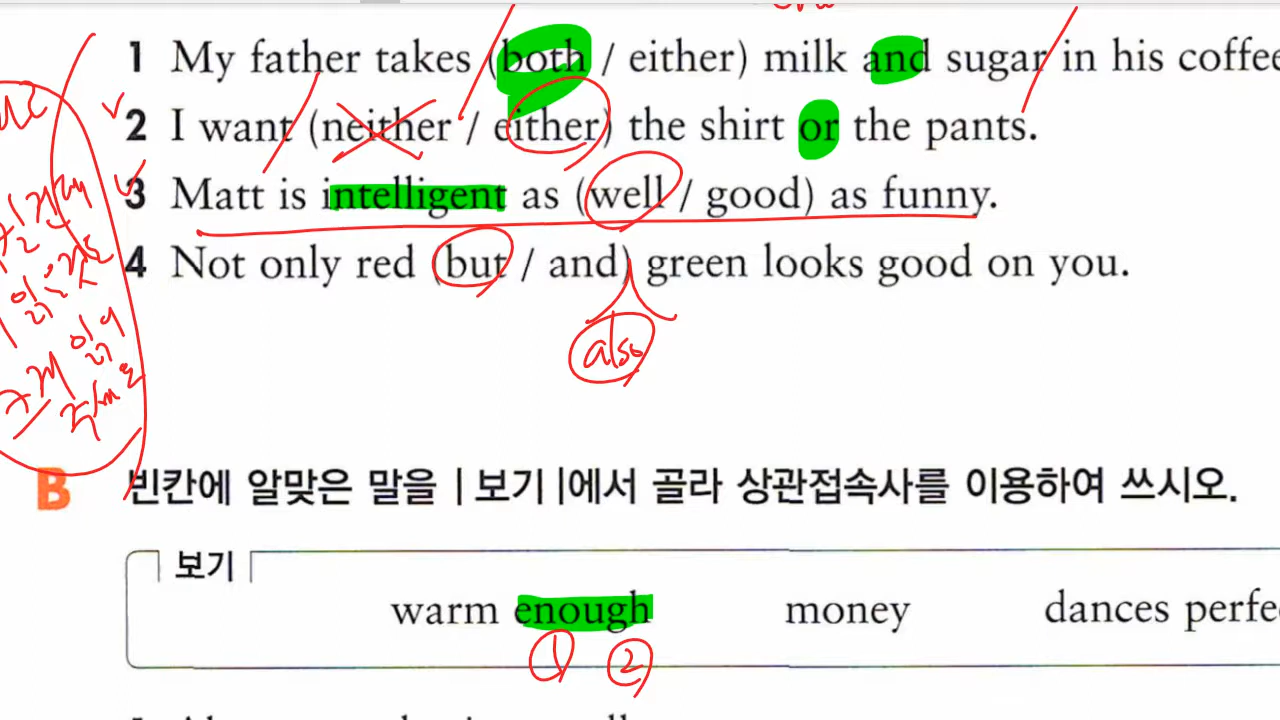 1 My father takes (both / either) milk and sugar in his coffee
2 I want (neither / either) the shirt or the pants.
3 Matt is intelligent as (well / good) as funny.
4 Not only red (but / and) green looks good on you.
also
B 빈칸에 알맞은 말을 | 보기 |에서 골라 상관접속사를 이용하여 쓰시오.
보기
warm enough money dances perfe
① ②